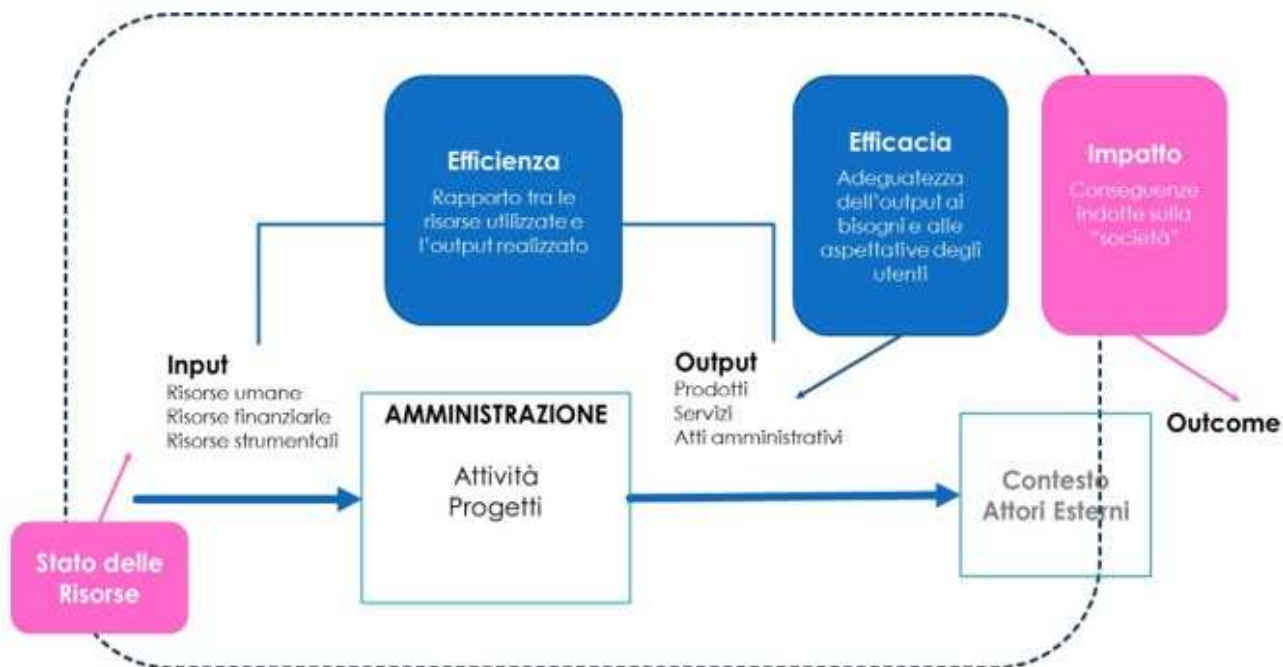 Efficienza
Rapporto tra le
risorse utilizzate e
l'output realizzato
Efficacia
Adeguatezza
dell'output ai
bisogni e alle
aspettative degli
utenti
Impatto
Conseguenze
indotte sulla
"società"
Input
Risorse umane
Risorse finanziarie
Risorse strumentali
AMMINISTRAZIONE
Attività
Progetti
Output
Prodotti
Servizi
Atti amministrativi
Outcome
Contesto
Attori Esterni
Stato delle
Risorse